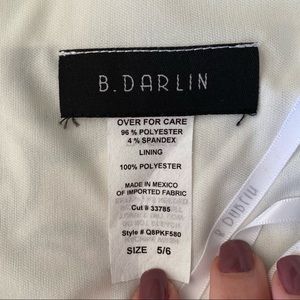 B. DARLIN
OVER FOR CARE
96 % POLYESTER
4 % SPANDEX
LINING
100% POLYESTER
MADE IN MEXICO
OF IMPORTED FABRIC
Cut # 33785
Style # Q8PKF580
SIZE 5/6
B DARLIN